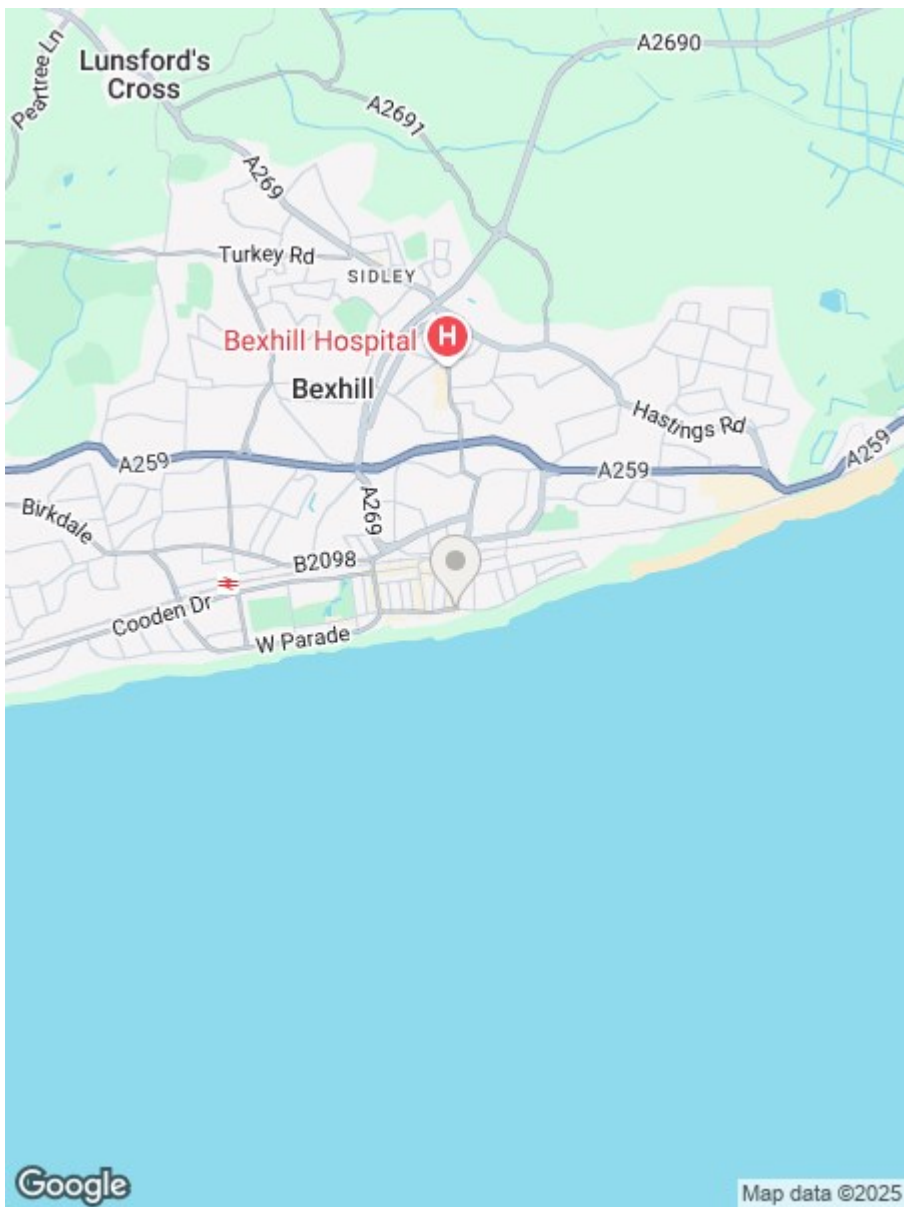 A2690
Peartree Ln
Lunsford's
Cross
A2691
A269
Turkey Rd
SIDLEY
Bexhill Hospital
H
Bexhill
Hastings Rd
A259
A259
A259
A269
Birkdale
B2098
Cooden Dr
W Parade
Google
Map data ©2025